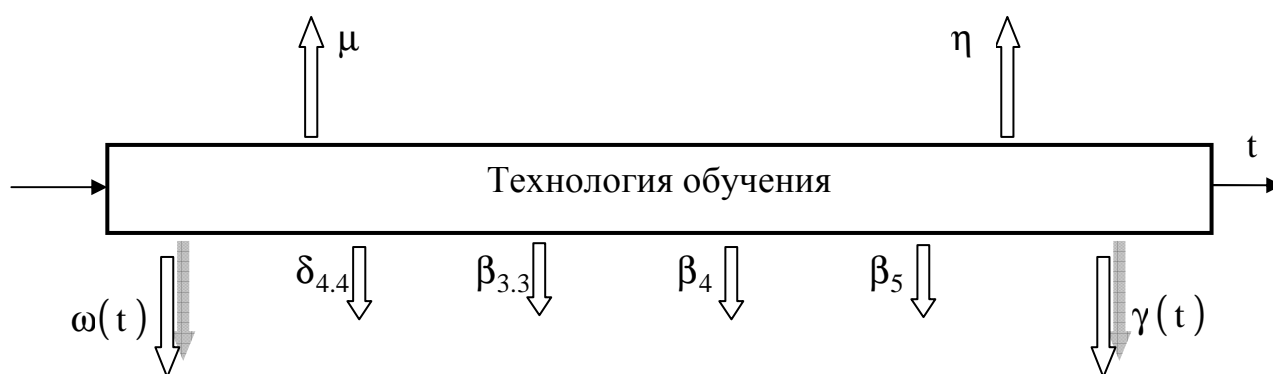 μ
η
t
Технология обучения
δ4.4
β3.3
β4
β5
ω(t)
γ(t)